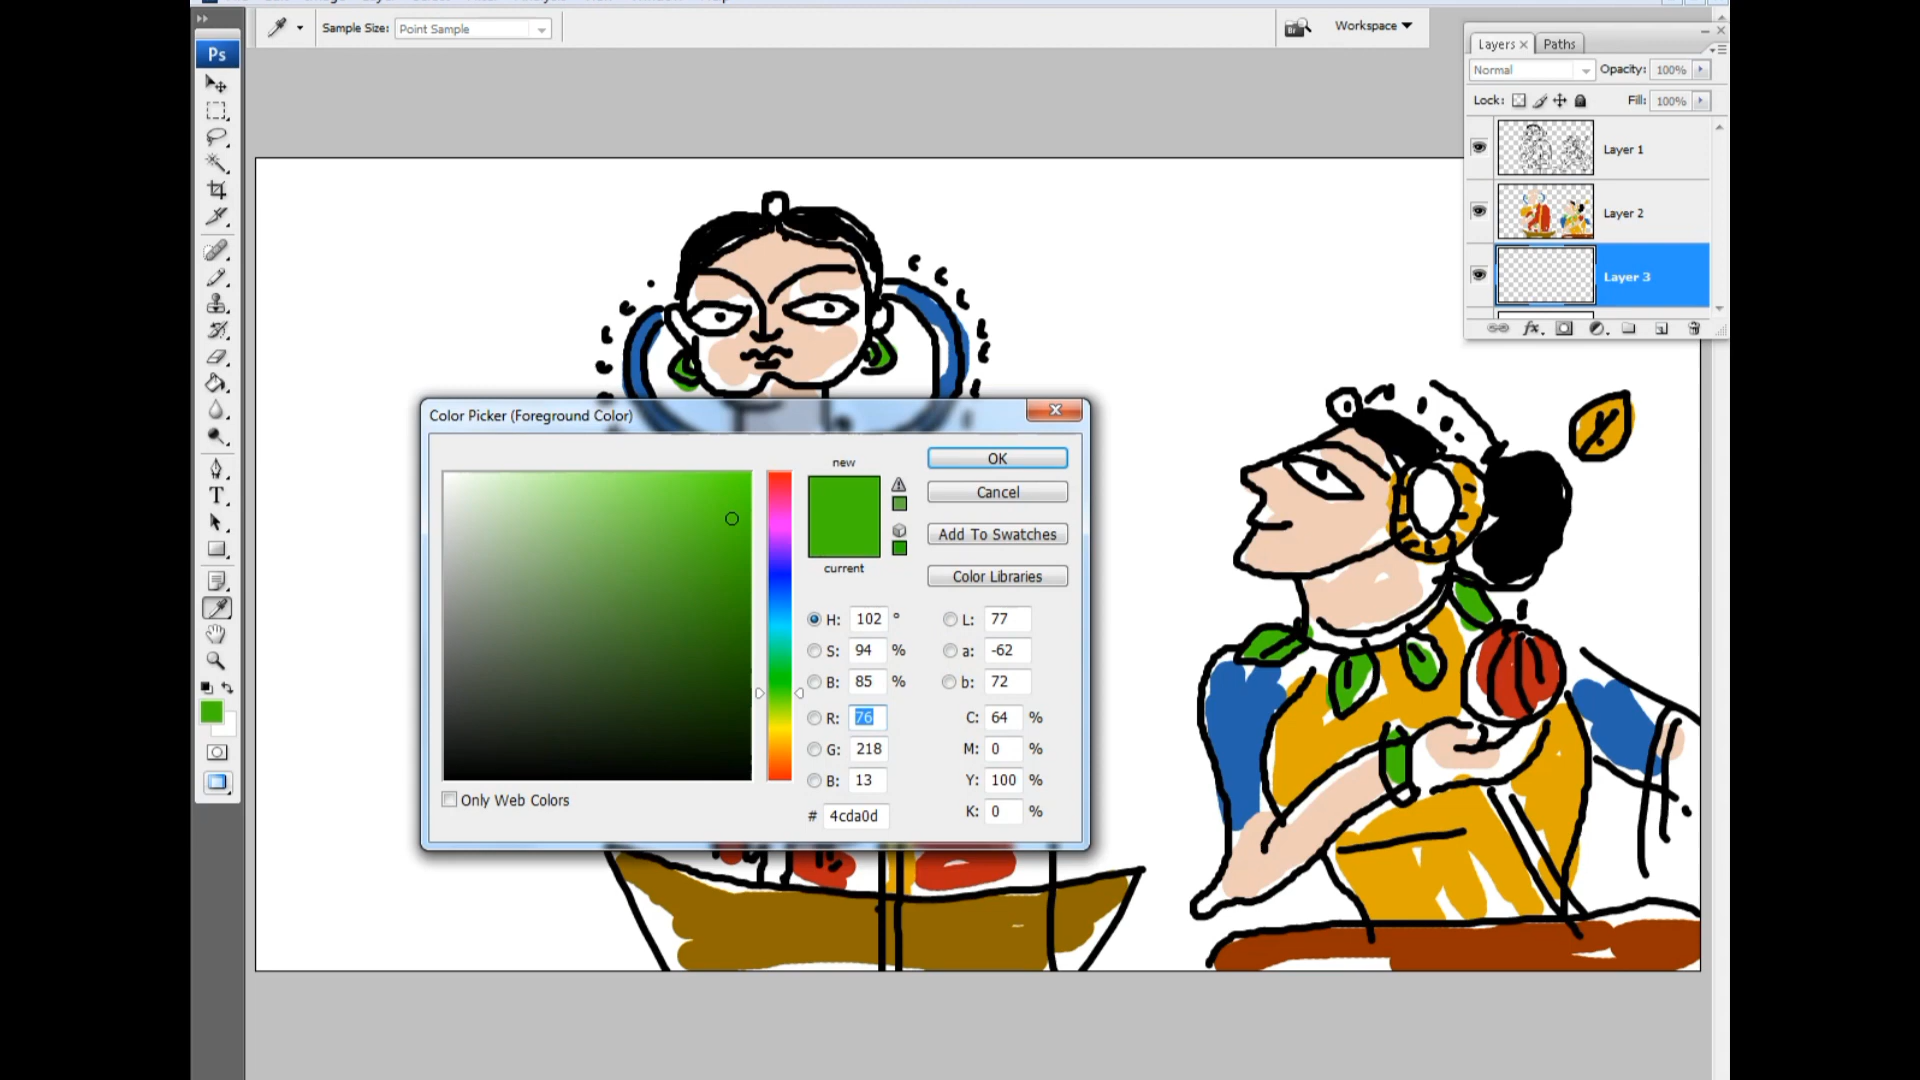 Sample Size: Point Sample
Workspace
Ps
Layers Paths
Normal Opacity: 100%
Lock: Fill: 100%
Layer 1
Layer 2
Layer 3
Color Picker (Foreground Color)
new
current
OK
Cancel
Add To Swatches
Color Libraries
H: 102 ° L: 77
S: 94 % a: -62
B: 85 % b: 72
R: 76 C: 64 %
G: 218 M: 0 %
B: 13 Y: 100 %
# 4cda0d K: 0 %
Only Web Colors